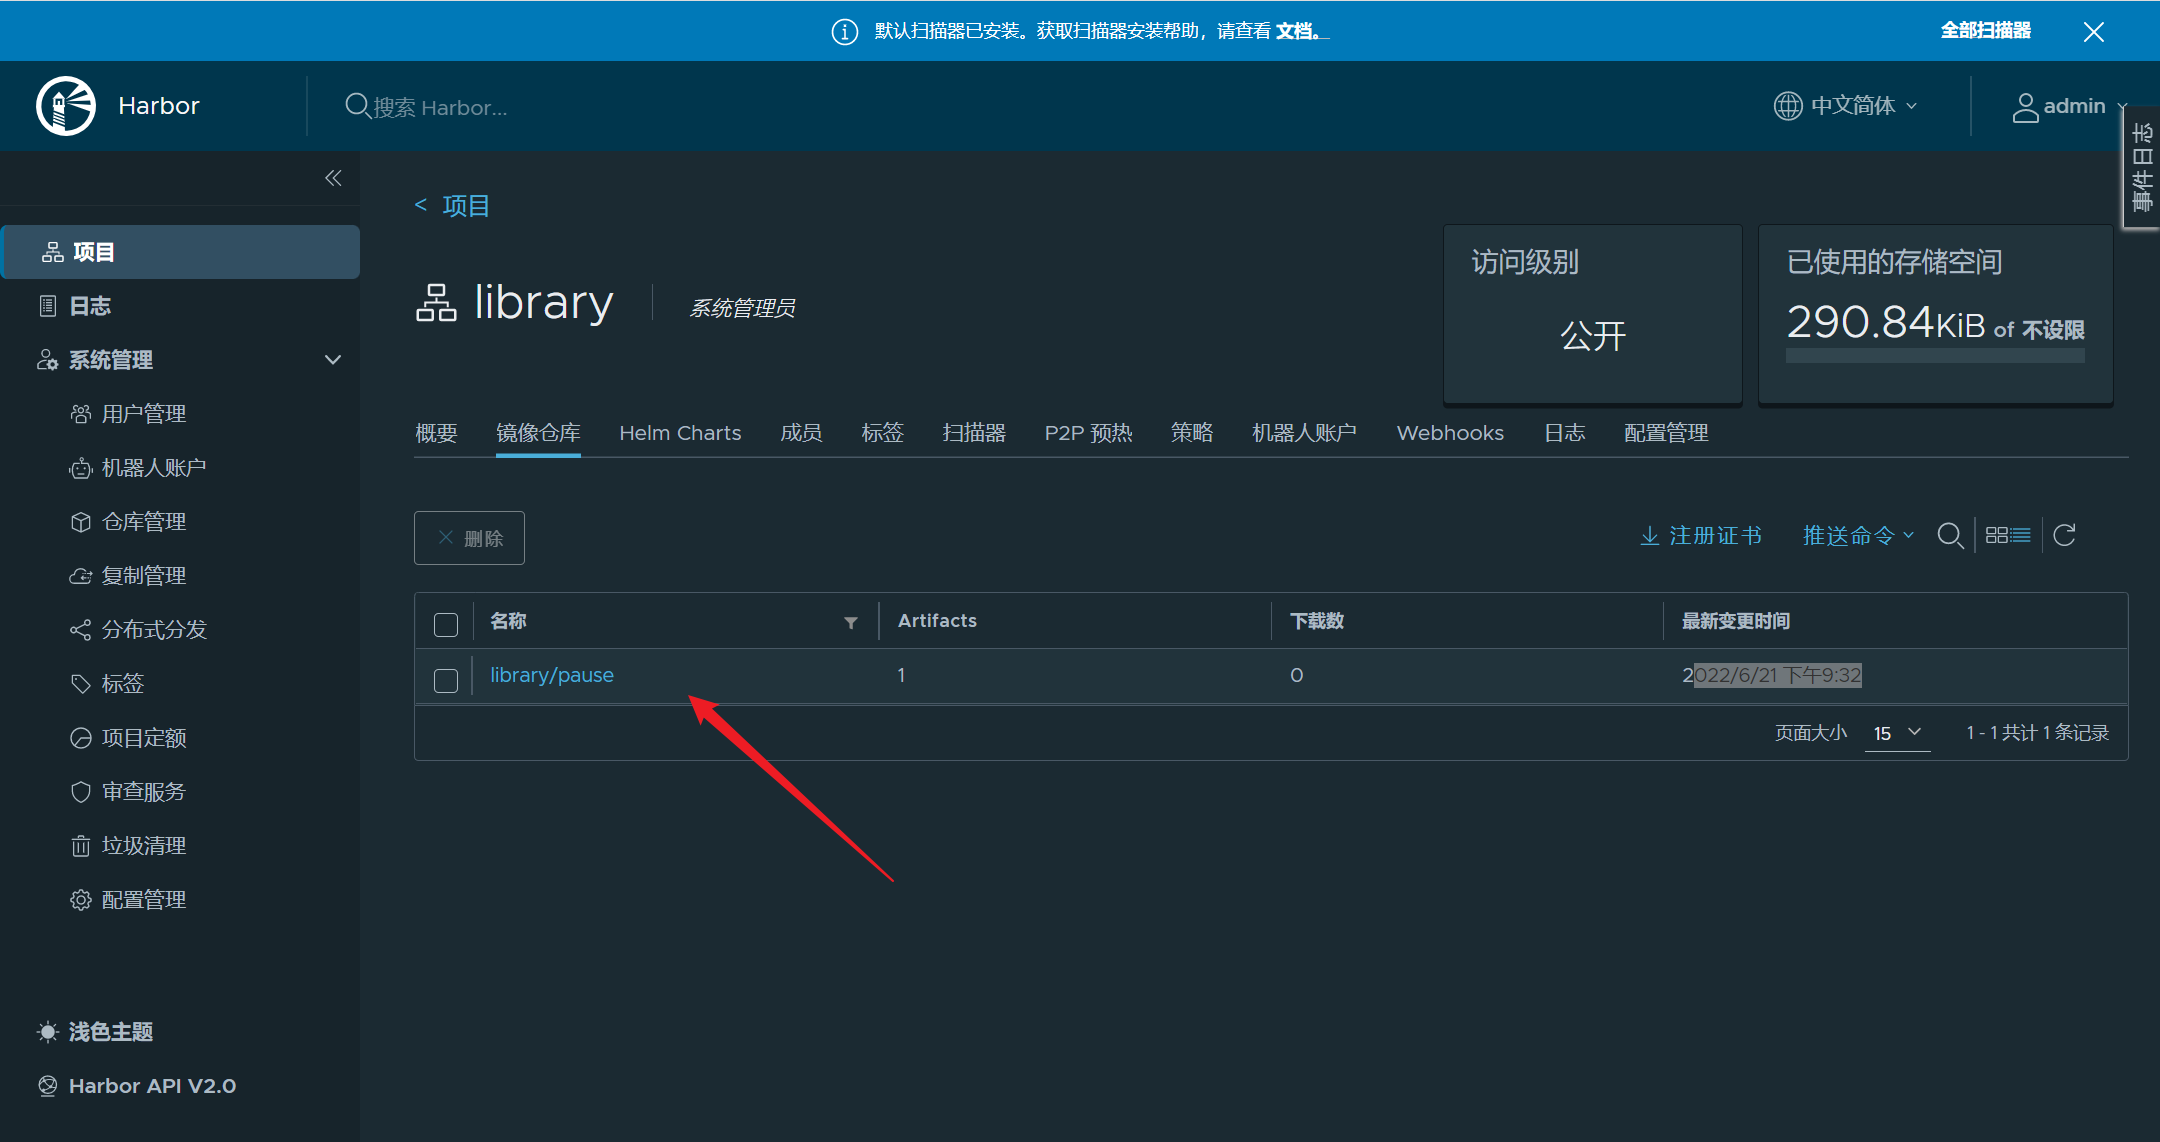 默认扫描器已安装。获取扫描器安装帮助，请查看 文档。
全部扫描器
Harbor
搜索 Harbor...
中文简体
admin
事件日志
项目
日志
系统管理
用户管理
机器人账户
仓库管理
复制管理
分布式分发
标签
项目定额
审查服务
垃圾清理
配置管理
浅色主题
Harbor API V2.0
< 项目
library
系统管理员
访问级别
公开
已使用的存储空间
290.84KiB of 不设限
概要 镜像仓库 Helm Charts 成员 标签 扫描器 P2P 预热 策略 机器人账户 Webhooks 日志 配置管理
删除
注册证书 推送命令
名称 Artifacts 下载数 最新变更时间
library/pause 1 0 2022/6/21 下午9:32
页面大小 15 1 - 1 共计 1 条记录